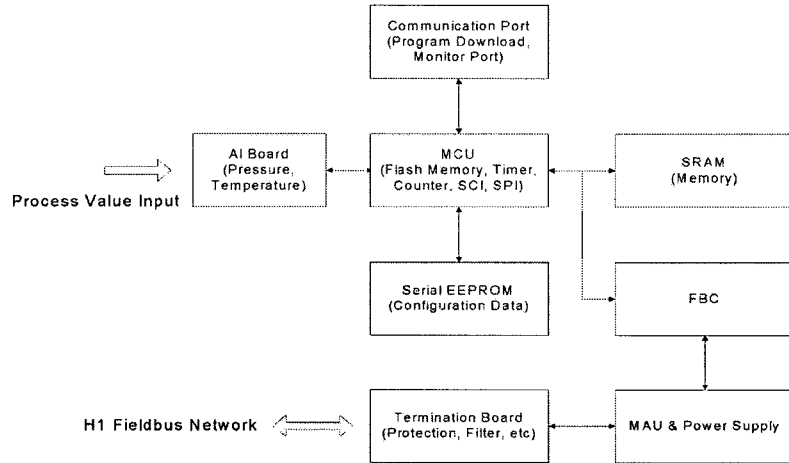 Communication Port
(Program Download,
Monitor Port)
AI Board
(Pressure,
Temperature)
MCU
(Flash Memory, Timer,
Counter, SCI, SPI)
SRAM
(Memory)
Process Value Input
Serial EEPROM
(Configuration Data)
FBC
H1 Fieldbus Network
Termination Board
(Protection, Filter, etc)
MAU & Power Supply